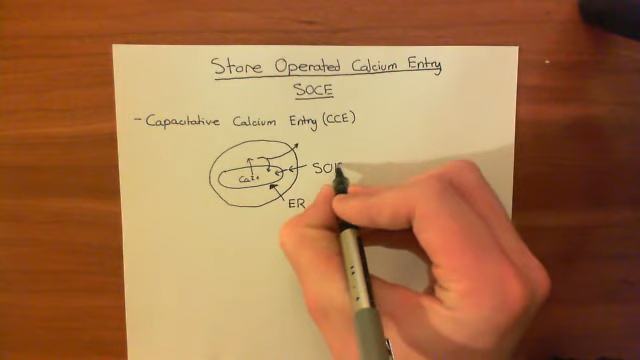 Store Operated Calcium Entry
SOCE
- Capacitative Calcium Entry (CCE)
Ca2+
ER